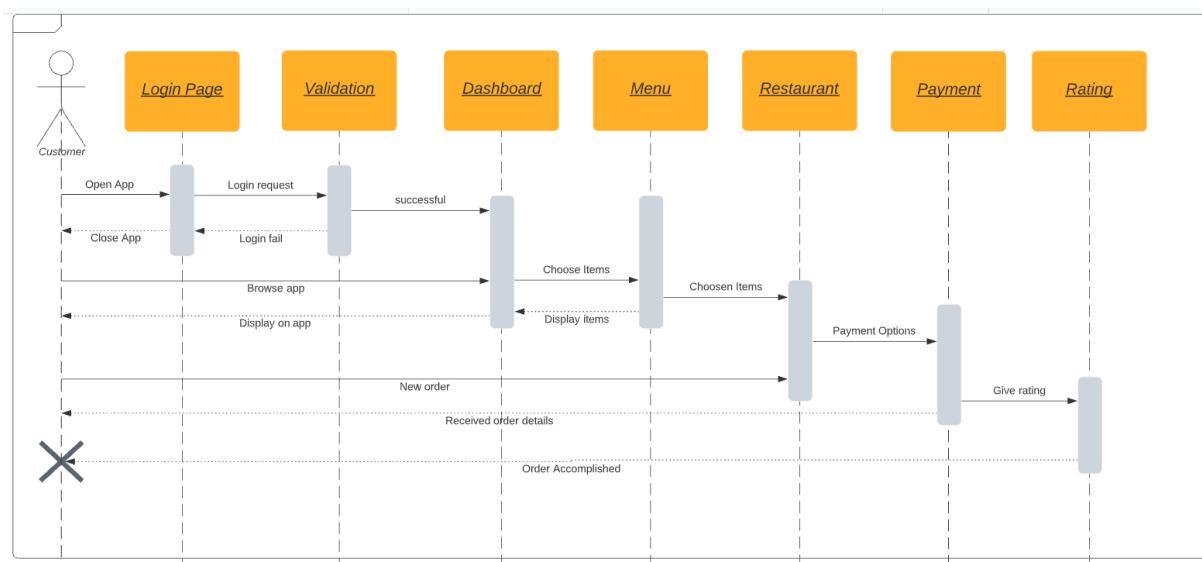 Login Page
Validation
Dashboard
Menu
Restaurant
Payment
Rating
Customer
Open App
Login request
successful
Close App
Login fail
Choose Items
Browse app
Choosen Items
Display on app
Display items
Payment Options
New order
Give rating
Received order details
Order Accomplished